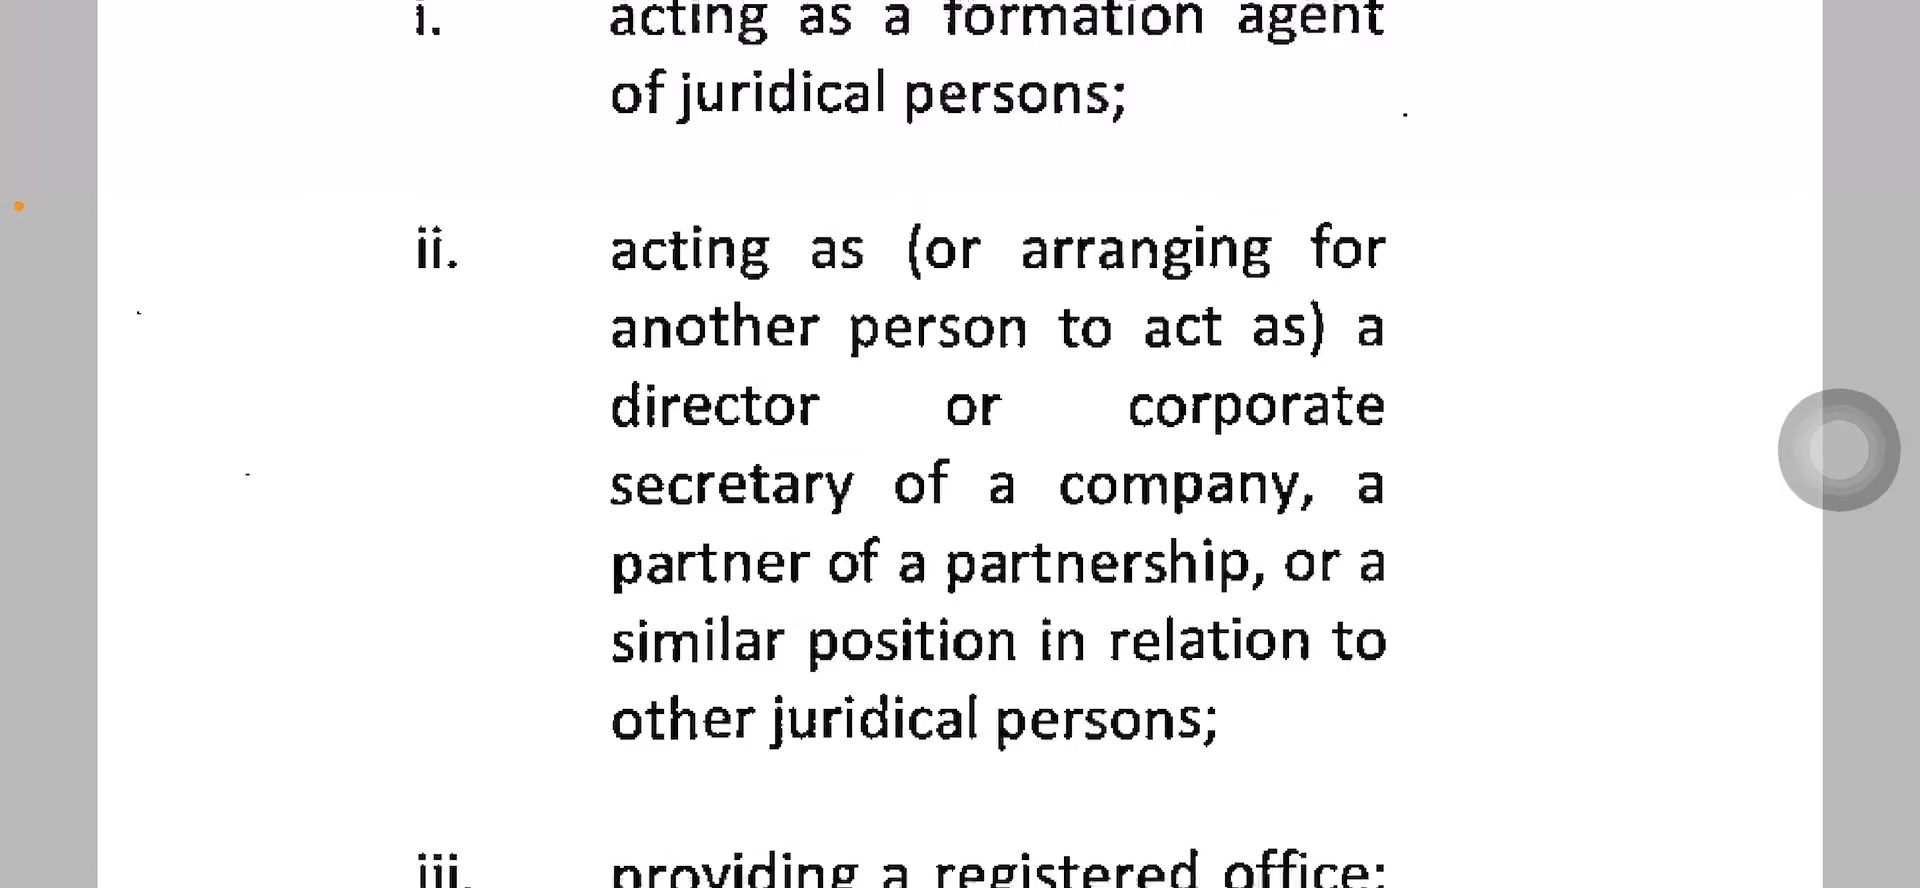 i. acting as a formation agent
of juridical persons;
ii. acting as (or arranging for
another person to act as) a
director or corporate
secretary of a company, a
partner of a partnership, or a
similar position in relation to
other juridical persons;
iii. providing a registered office;